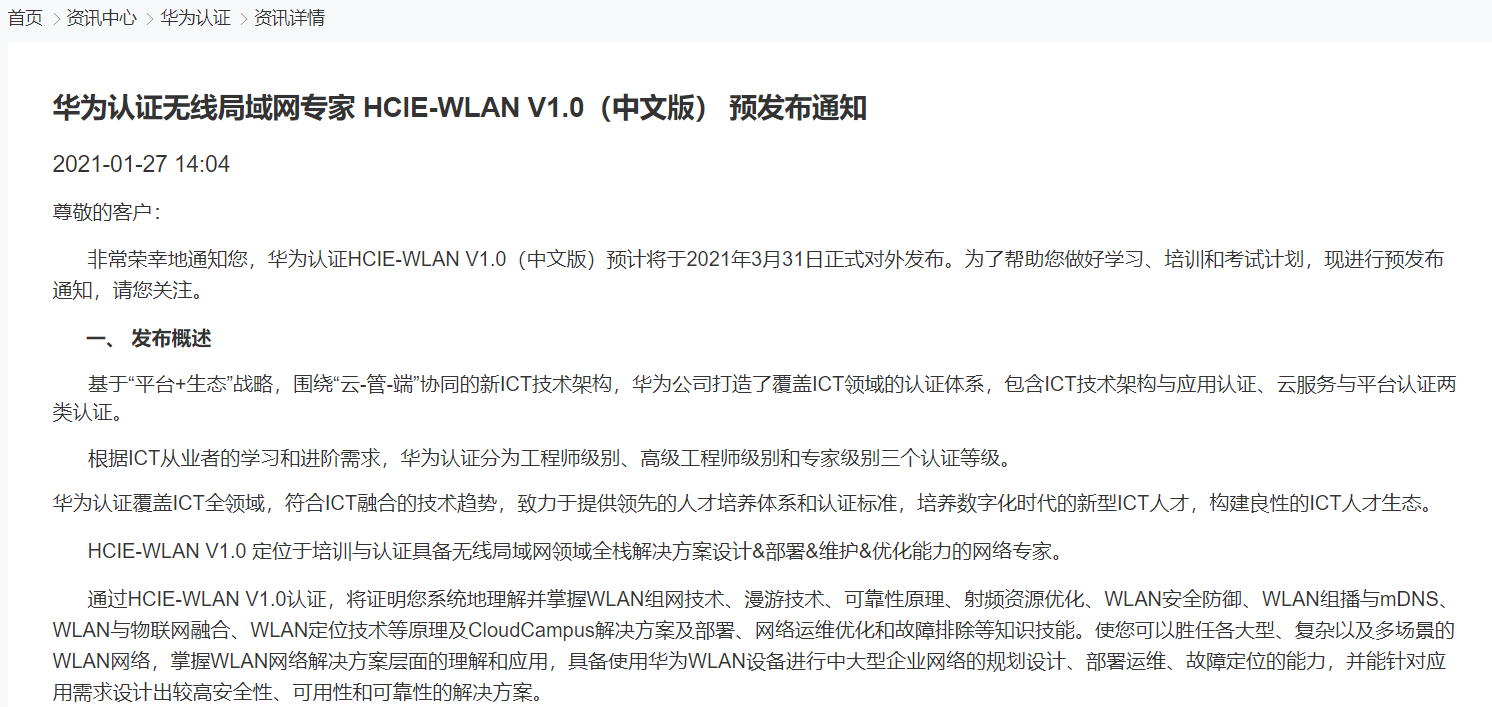 首页 > 资讯中心 > 华为认证 > 资讯详情
华为认证无线局域网专家 HCIE-WLAN V1.0（中文版） 预发布通知
2021-01-27 14:04
尊敬的客户：
非常荣幸地通知您，华为认证HCIE-WLAN V1.0（中文版）预计将于2021年3月31日正式对外发布。为了帮助您做好学习、培训和考试计划，现进行预发布
通知，请您关注。
一、 发布概述
基于“平台+生态”战略，围绕“云-管-端”协同的新ICT技术架构，华为公司打造了覆盖ICT领域的认证体系，包含ICT技术架构与应用认证、云服务与平台认证两
类认证。
根据ICT从业者的学习和进阶需求，华为认证分为工程师级别、高级工程师级别和专家级别三个认证等级。
华为认证覆盖ICT全领域，符合ICT融合的技术趋势，致力于提供领先的人才培养体系和认证标准，培养数字化时代的新型ICT人才，构建良性的ICT人才生态。
HCIE-WLAN V1.0 定位于培训与认证具备无线局域网领域全栈解决方案设计&部署&维护&优化能力的网络专家。
通过HCIE-WLAN V1.0认证，将证明您系统地理解并掌握WLAN组网技术、漫游技术、可靠性原理、射频资源优化、WLAN安全防御、WLAN组播与mDNS、
WLAN与物联网融合、WLAN定位技术等原理及CloudCampus解决方案及部署、网络运维优化和故障排除等知识技能。使您可以胜任各大型、复杂以及多场景的
WLAN网络，掌握WLAN网络解决方案层面的理解和应用，具备使用华为WLAN设备进行中大型企业网络的规划设计、部署运维、故障定位的能力，并能针对应
用需求设计出较高安全性、可用性和可靠性的解决方案。